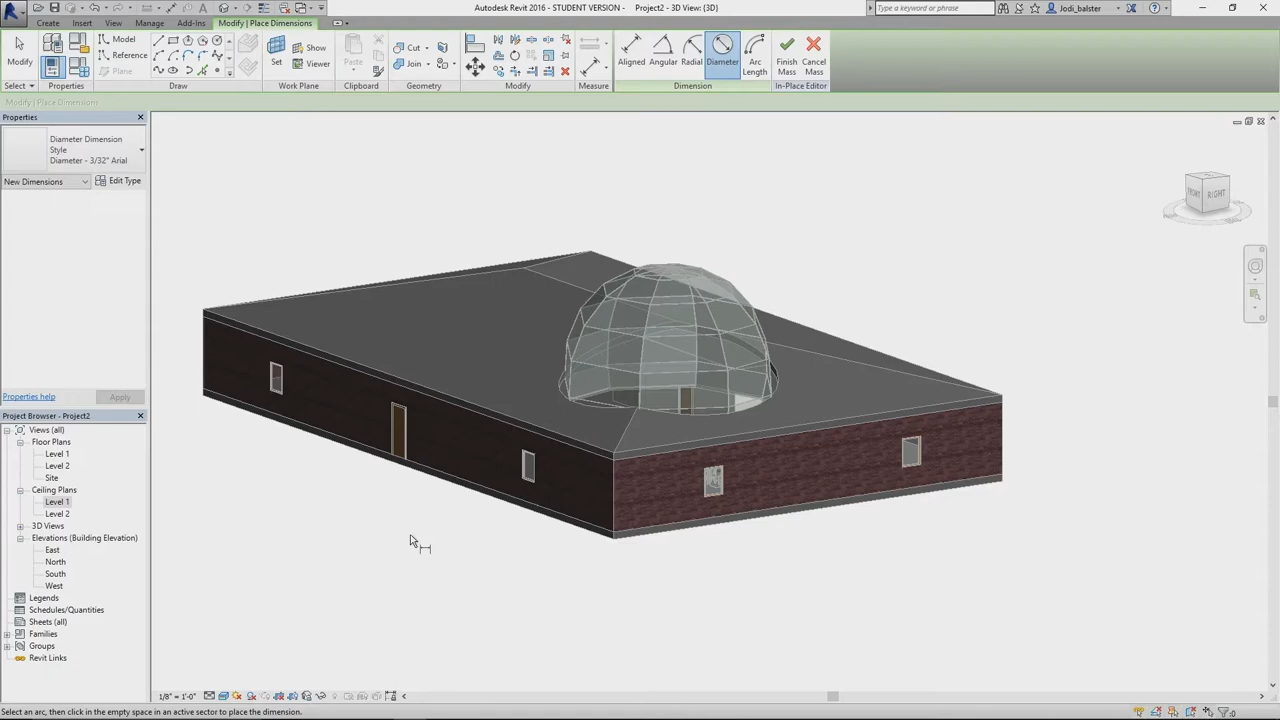 Autodesk Revit 2016 - STUDENT VERSION -    Project2 - 3D View: {3D}
Type a keyword or phrase
Jodi_balster
Create
Insert
View
Manage
Add-Ins
Modify | Place Dimensions
Modify
Model
Reference
Plane
Set
Show
Viewer
Paste
Cut
Join
Aligned
Angular
Radial
Diameter
Arc
Length
Finish
Mass
Cancel
Mass
Select
Properties
Draw
Work Plane
Clipboard
Geometry
Modify
Measure
Dimension
In-Place Editor
Modify | Place Dimensions
Properties
Diameter Dimension
Style
Diameter - 3/32" Arial
New Dimensions
Edit Type
FRONT
RIGHT
Properties help
Apply
Project Browser - Project2
Views (all)
Floor Plans
Level 1
Level 2
Site
Ceiling Plans
Level 1
Level 2
3D Views
Elevations (Building Elevation)
East
North
South
West
Legends
Schedules/Quantities
Sheets (all)
Families
Groups
Revit Links
1/8" = 1'-0"
Select an arc, then click in the empty space in an active sector to place the dimension.
:0